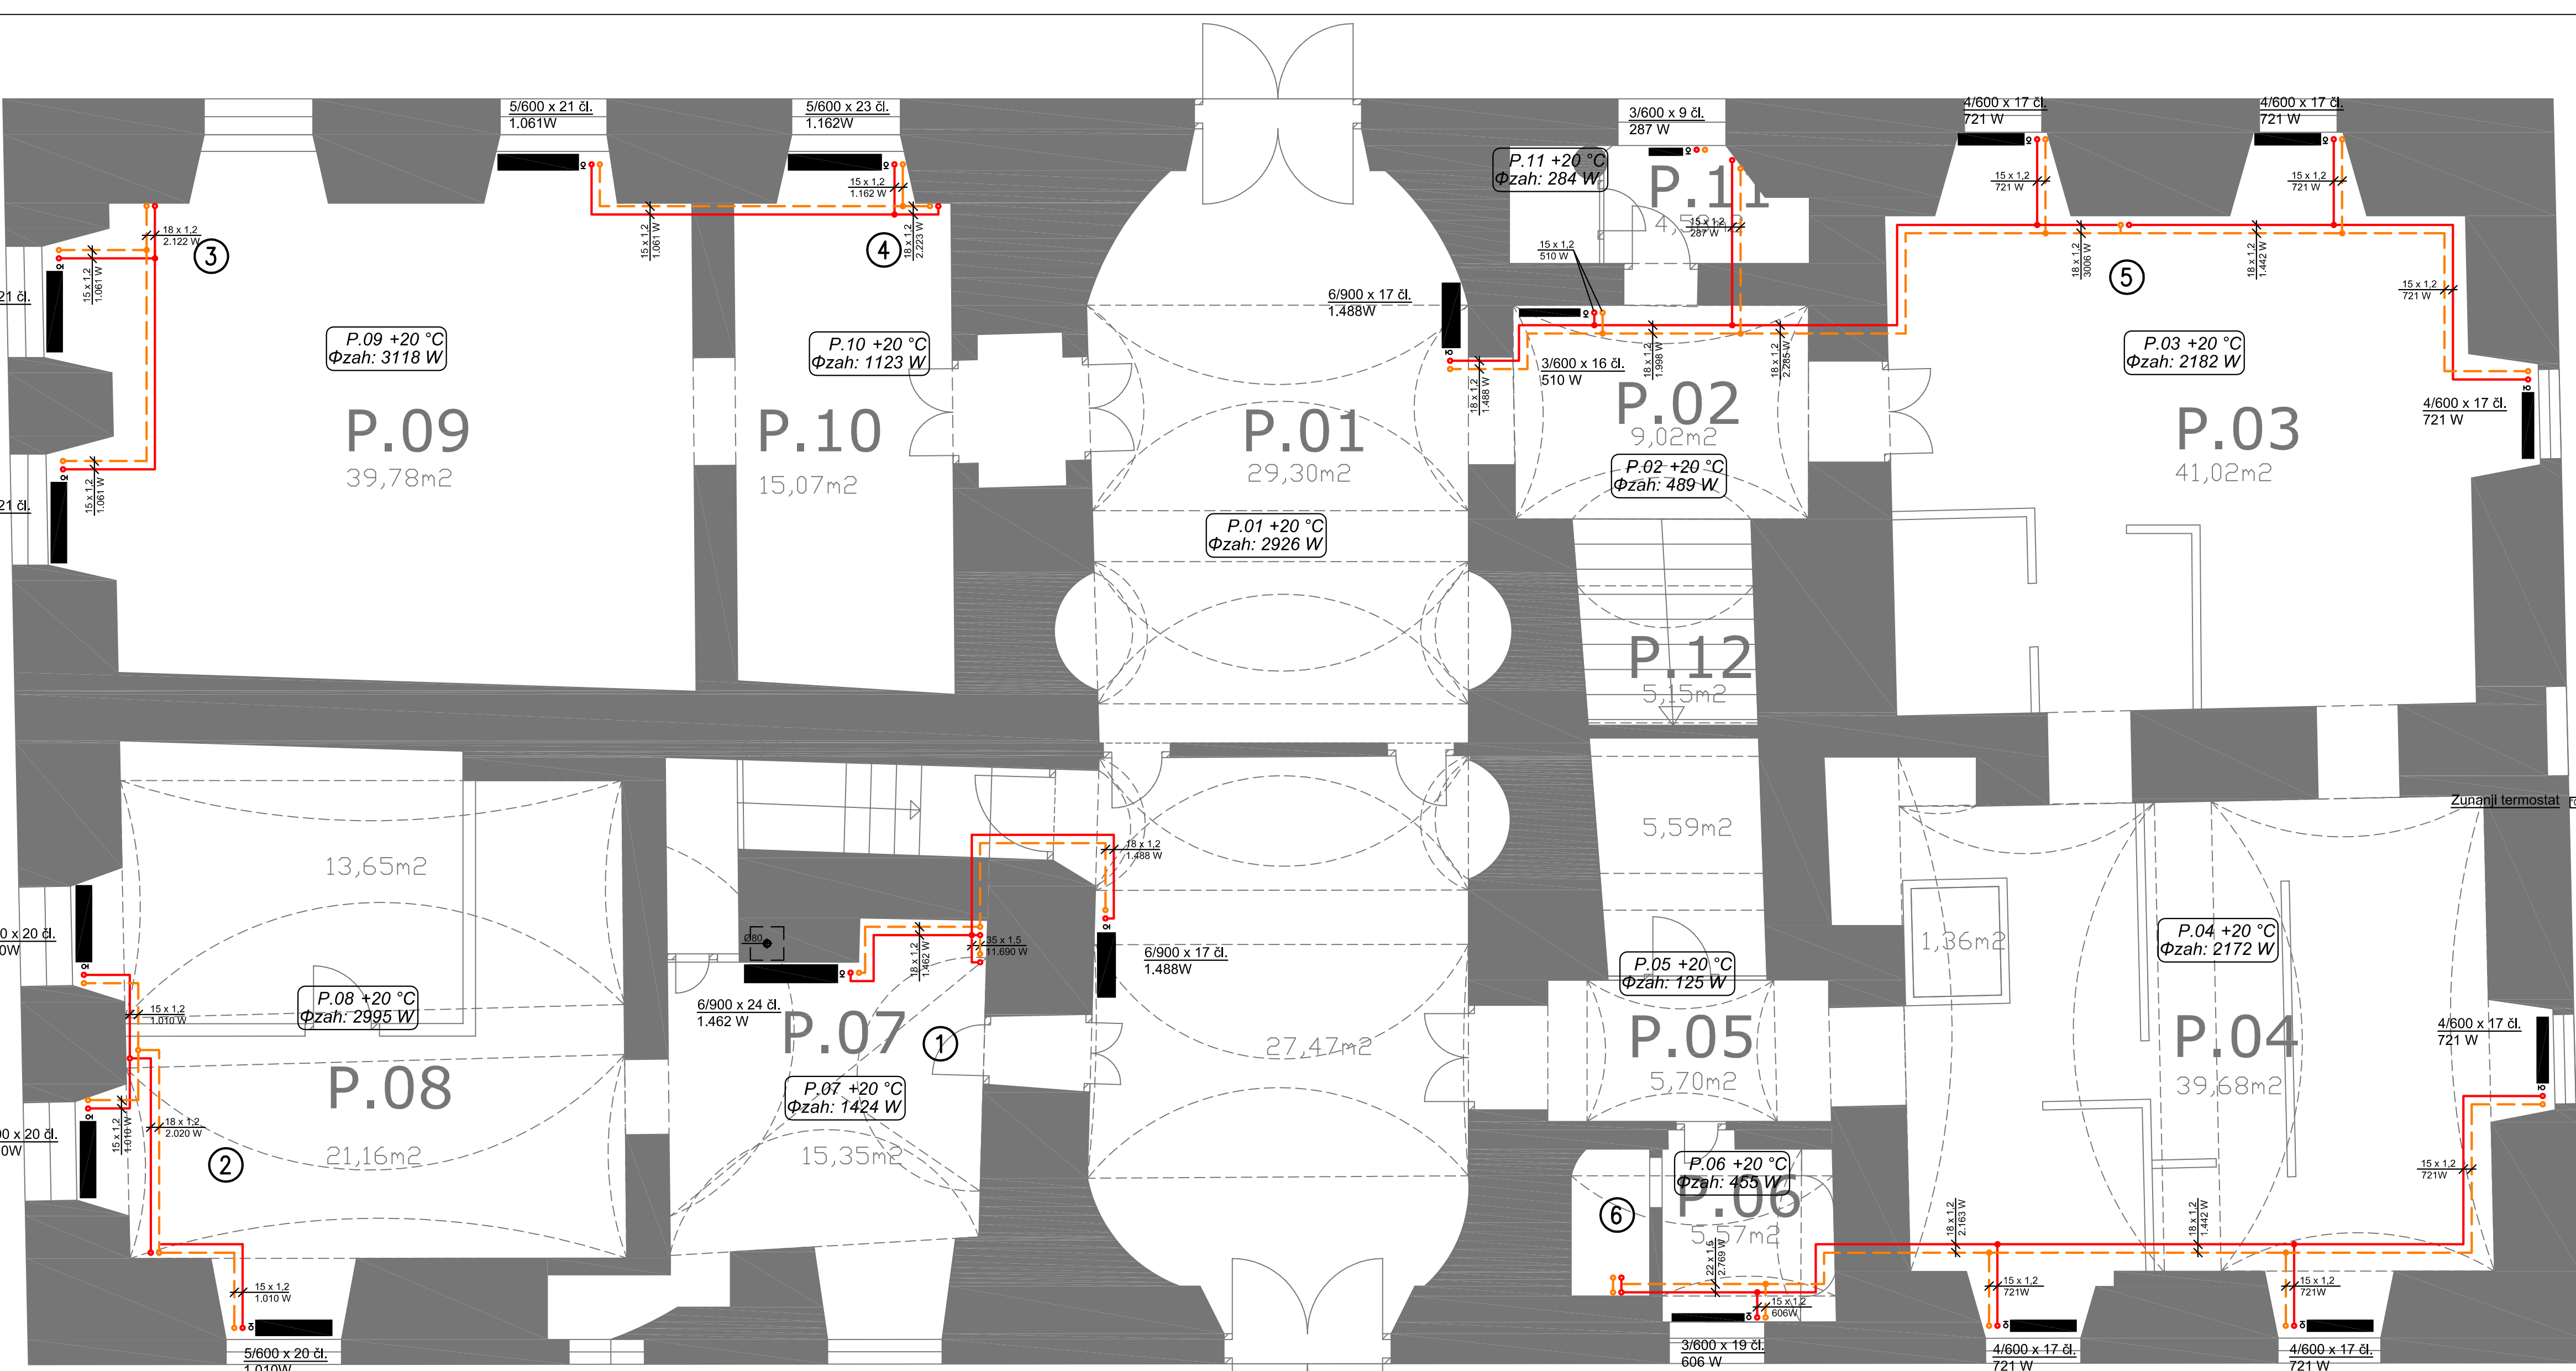 5/600 x 21 čl.
1.061W
5/600 x 23 čl.
1.162W
3/600 x 9 čl.
287 W
4/600 x 17 čl.
721 W
4/600 x 17 čl.
721 W
P.11 +20 °C
Φzah: 284 W
P.11
15 x 1,2
287 W
15 x 1,2
1.162 W
15 x 1,2
721 W
15 x 1,2
721 W
18 x 1,2
2.122 W
3
15 x 1,2
1.061 W
15 x 1,2
1.061 W
4
18 x 1,2
2.223 W
15 x 1,2
510 W
18 x 1,2
3006 W
5
18 x 1,2
1.442 W
15 x 1,2
721 W
21 čl.
6/900 x 17 čl.
1.488W
P.09 +20 °C
Φzah: 3118 W
P.10 +20 °C
Φzah: 1123 W
18 x 1,2
1.998 W
18 x 1,2
2.285 W
P.03 +20 °C
Φzah: 2182 W
3/600 x 16 čl.
510 W
18 x 1,2
1.488 W
4/600 x 17 čl.
721 W
P.09
39,78m2
P.10
15,07m2
P.01
29,30m2
P.02
9,02m2
P.03
41,02m2
15 x 1,2
1.061 W
21 čl.
P.02 +20 °C
Φzah: 489 W
P.01 +20 °C
Φzah: 2926 W
P.12
5,15m2
Zunanji termostat
13,65m2
18 x 1,2
1.488 W
5,59m2
0 x 20 čl.
0W
Ø80
18 x 1,2
1.462 W
35 x 1,5
11.690 W
6/900 x 17 čl.
1.488W
1,36m2
P.04 +20 °C
Φzah: 2172 W
P.05 +20 °C
Φzah: 125 W
P.08 +20 °C
Φzah: 2995 W
15 x 1,2
1.010 W
6/900 x 24 čl.
1.462 W
P.07
1
27,47m2
P.05
5,70m2
P.04
39,68m2
4/600 x 17 čl.
721 W
P.08
21,16m2
P.07 +20 °C
Φzah: 1424 W
15,35m2
00 x 20 čl.
0W
15 x 1,2
1.010 W
18 x 1,2
2.020 W
2
P.06 +20 °C
Φzah: 455 W
P.06
5,57m2
6
15 x 1,2
721W
18 x 1,2
2.163 W
18 x 1,2
1.442 W
22 x 1,5
2.769 W
15 x 1,2
1.010 W
15 x 1,2
606W
15 x 1,2
721W
15 x 1,2
721W
5/600 x 20 čl.
1.010W
3/600 x 19 čl.
606 W
4/600 x 17 čl.
721 W
4/600 x 17 čl.
721 W